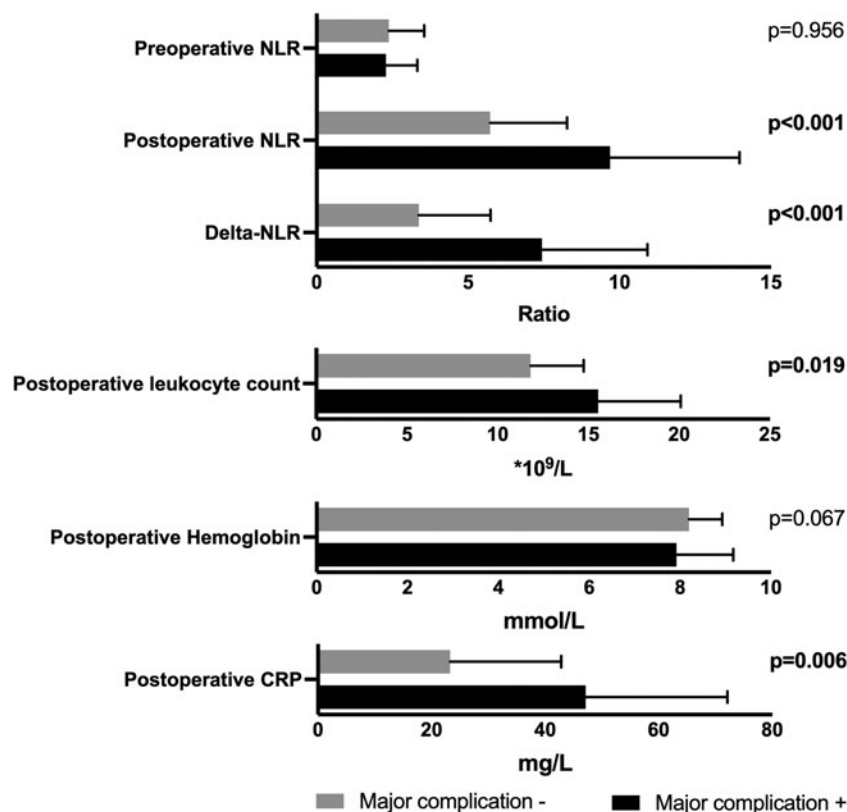 Preoperative NLR
p=0.956
Postoperative NLR
p<0.001
Delta-NLR
p<0.001
0 5 10 15
Ratio
Postoperative leukocyte count
p=0.019
0 5 10 15 20 25
*10⁹/L
Postoperative Hemoglobin
p=0.067
0 2 4 6 8 10
mmol/L
Postoperative CRP
p=0.006
0 20 40 60 80
mg/L
Major complication - Major complication +